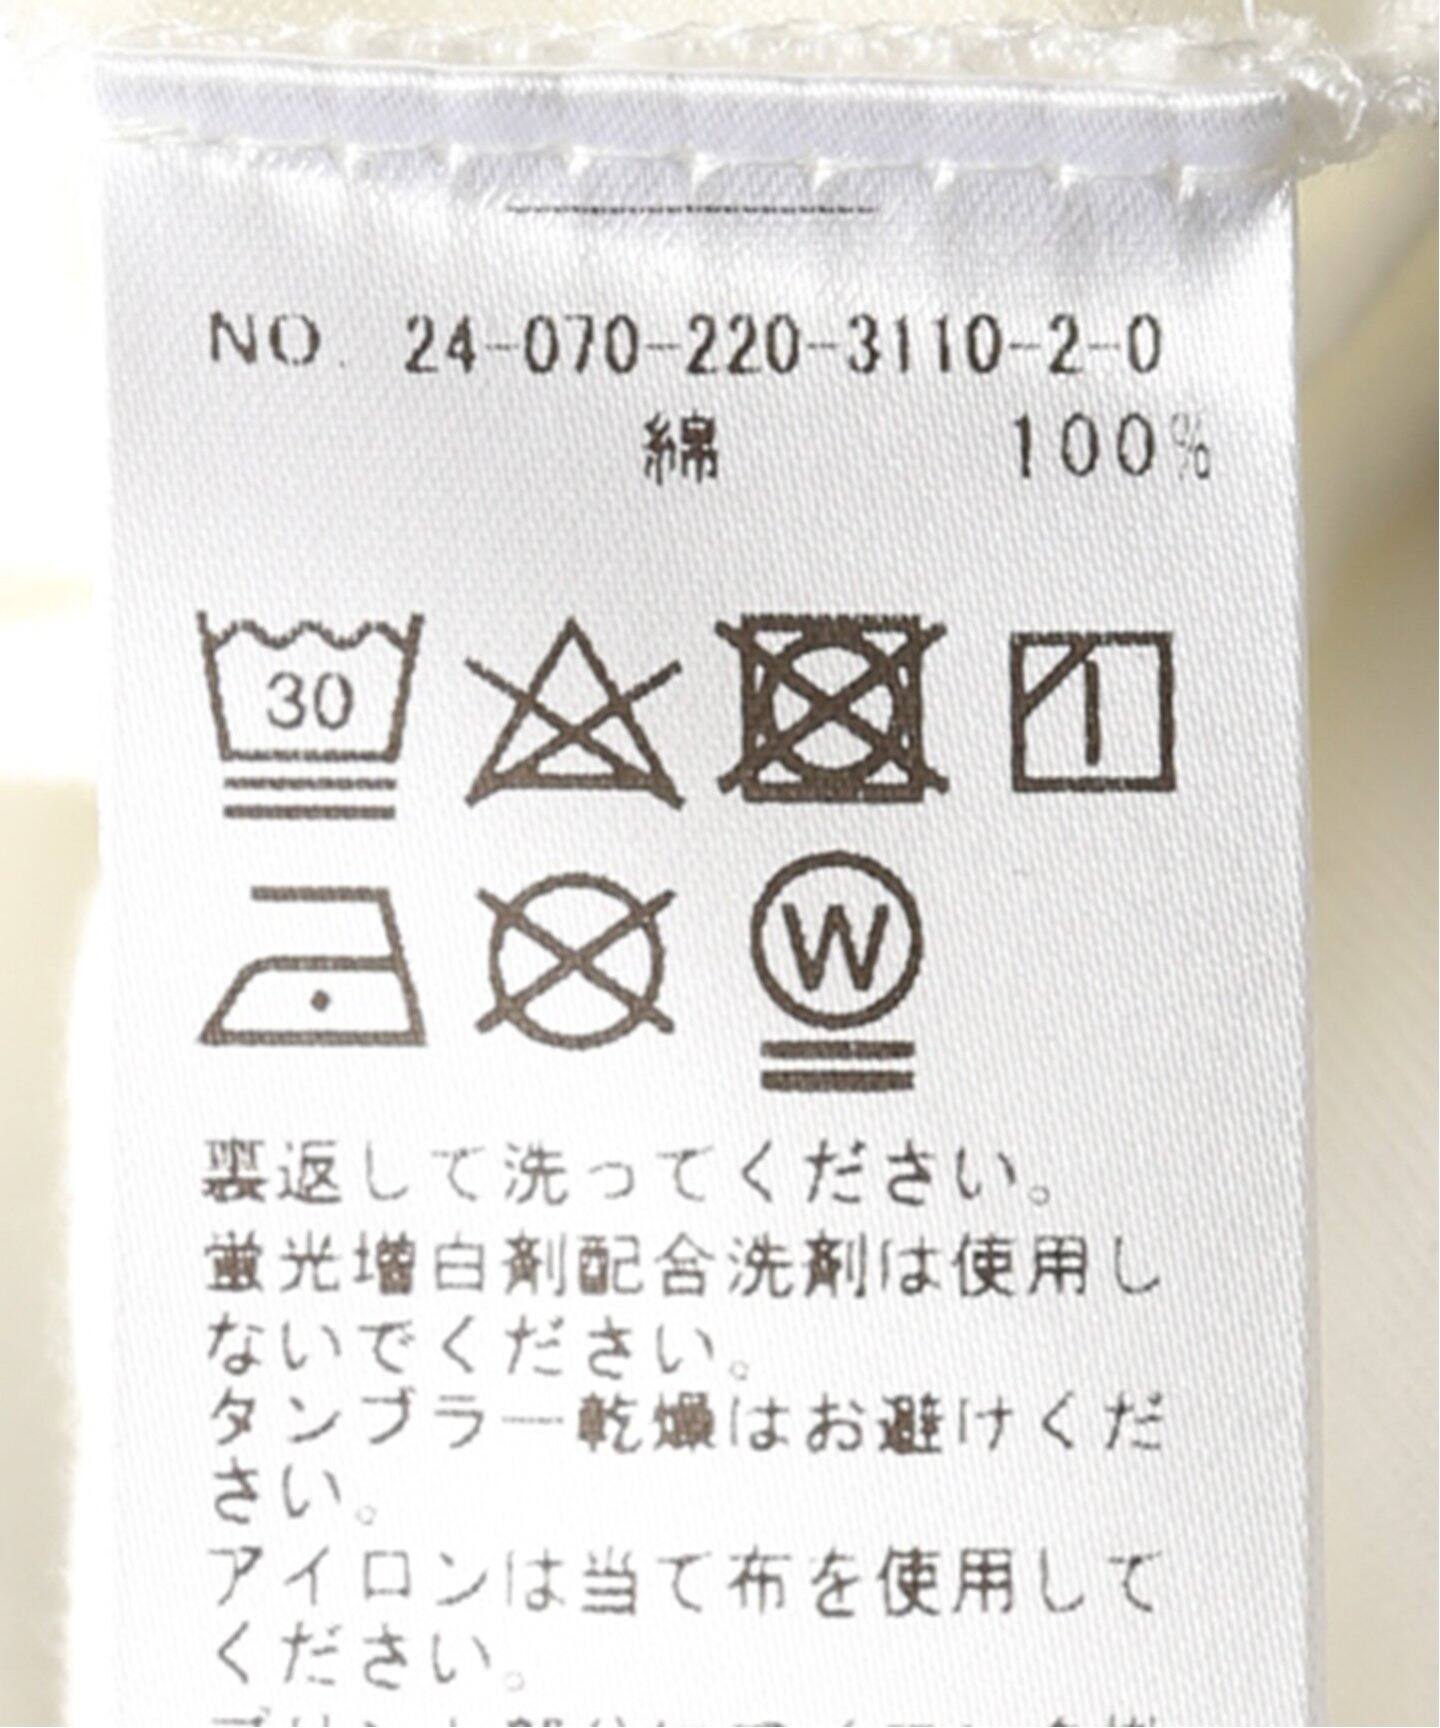 NO. 24-070-220-3110-2-0
綿 100%
30
W
裏返して洗ってください。
蛍光増白剤配合洗剤は使用し
ないでください。
タンブラー乾燥はお避けくだ
さい。
アイロンは当て布を使用して
ください。